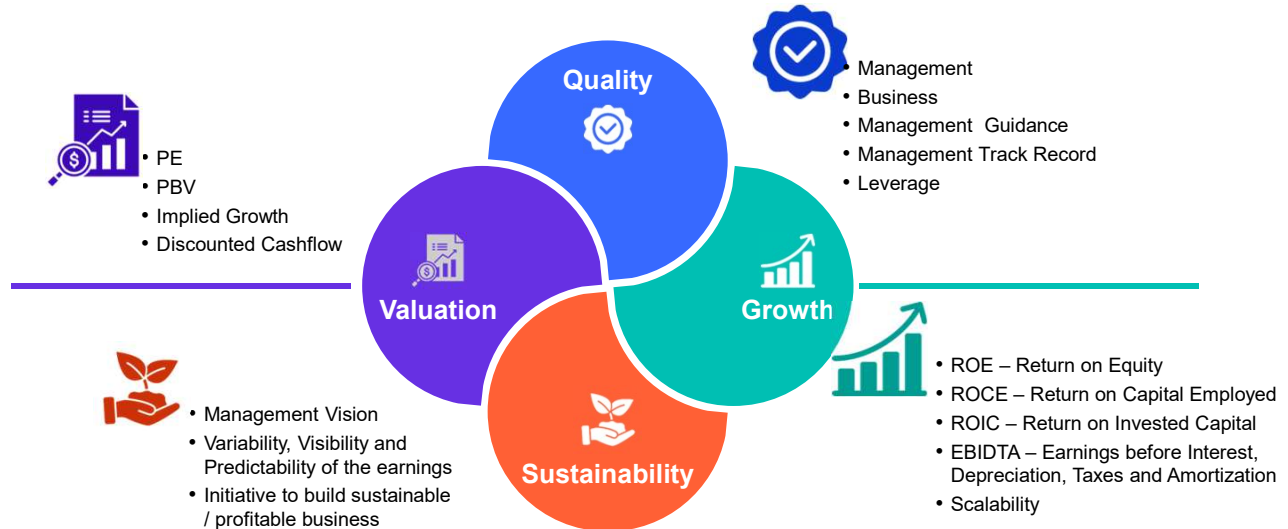 Quality
• Management
• Business
• Management Guidance
• Management Track Record
• Leverage
• PE
• PBV
• Implied Growth
• Discounted Cashflow
$
$
Valuation
Growth
• Management Vision
• Variability, Visibility and
Predictability of the earnings
• Initiative to build sustainable
/ profitable business
Sustainability
• ROE – Return on Equity
• ROCE – Return on Capital Employed
• ROIC – Return on Invested Capital
• EBIDTA – Earnings before Interest,
Depreciation, Taxes and Amortization
• Scalability